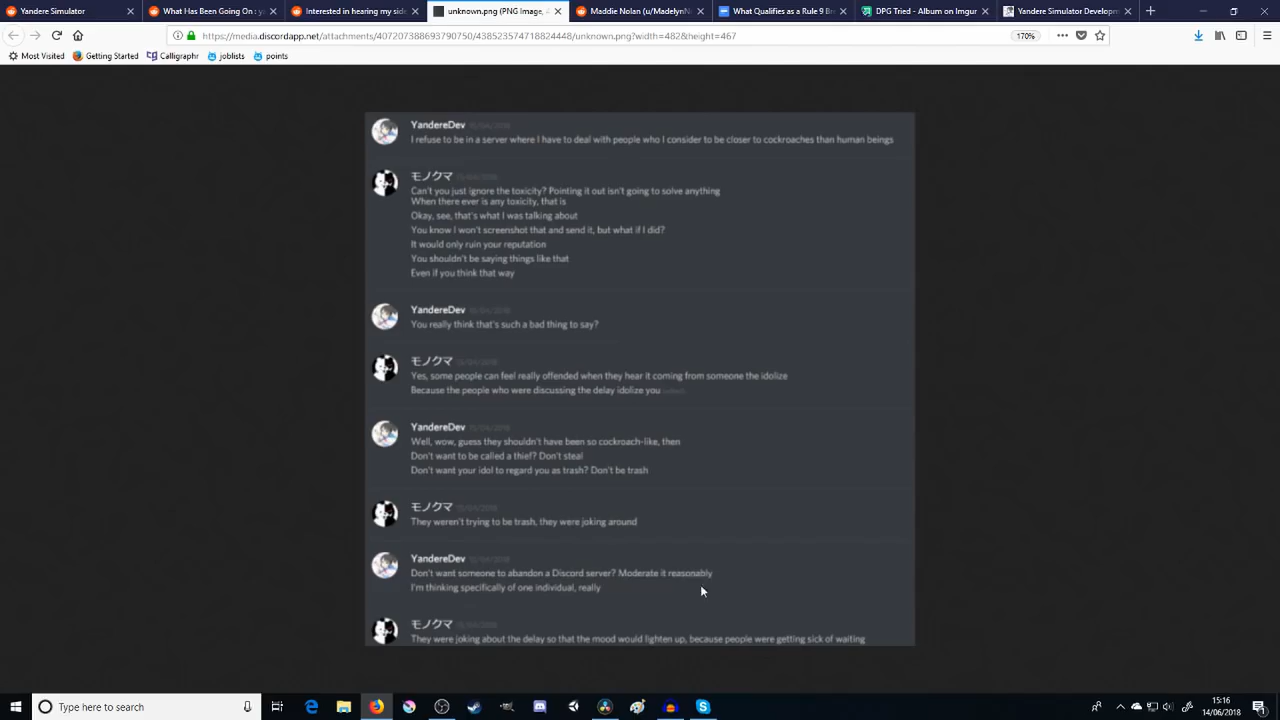 Yandere Simulator
What Has Been Going On : y
Interested in hearing my side
unknown.png (PNG Image,
Maddie Nolan (u/MadelynN
What Qualifies as a Rule 9 Br
DPG Tried - Album on Imgur
Yandere Simulator Developm
https://media.discordapp.net/attachments/407207388693790750/438523574718824448/unknown.png?width=482&height=467
170%
Most Visited
Getting Started
Calligraphr
joblists
points
YandereDev
I refuse to be in a server where I have to deal with people who I consider to be closer to cockroaches than human beings
モノクマ
Can't you just ignore the toxicity? Pointing it out isn't going to solve anything
When there ever is any toxicity, that is
Okay, see, that's what I was talking about
You know I won't screenshot that and send it, but what if I did?
It would only ruin your reputation
You shouldn't be saying things like that
Even if you think that way
YandereDev
You really think that's such a bad thing to say?
モノクマ
Yes, some people can feel really offended when they hear it coming from someone the idolize
Because the people who were discussing the delay idolize you
YandereDev
Well, wow, guess they shouldn't have been so cockroach-like, then
Don't want to be called a thief? Don't steal
Don't want your idol to regard you as trash? Don't be trash
モノクマ
They weren't trying to be trash, they were joking around
YandereDev
Don't want someone to abandon a Discord server? Moderate it reasonably
I'm thinking specifically of one individual, really
モノクマ
They were joking about the delay so that the mood would lighten up, because people were getting sick of waiting
Type here to search
15:16
14/06/2018